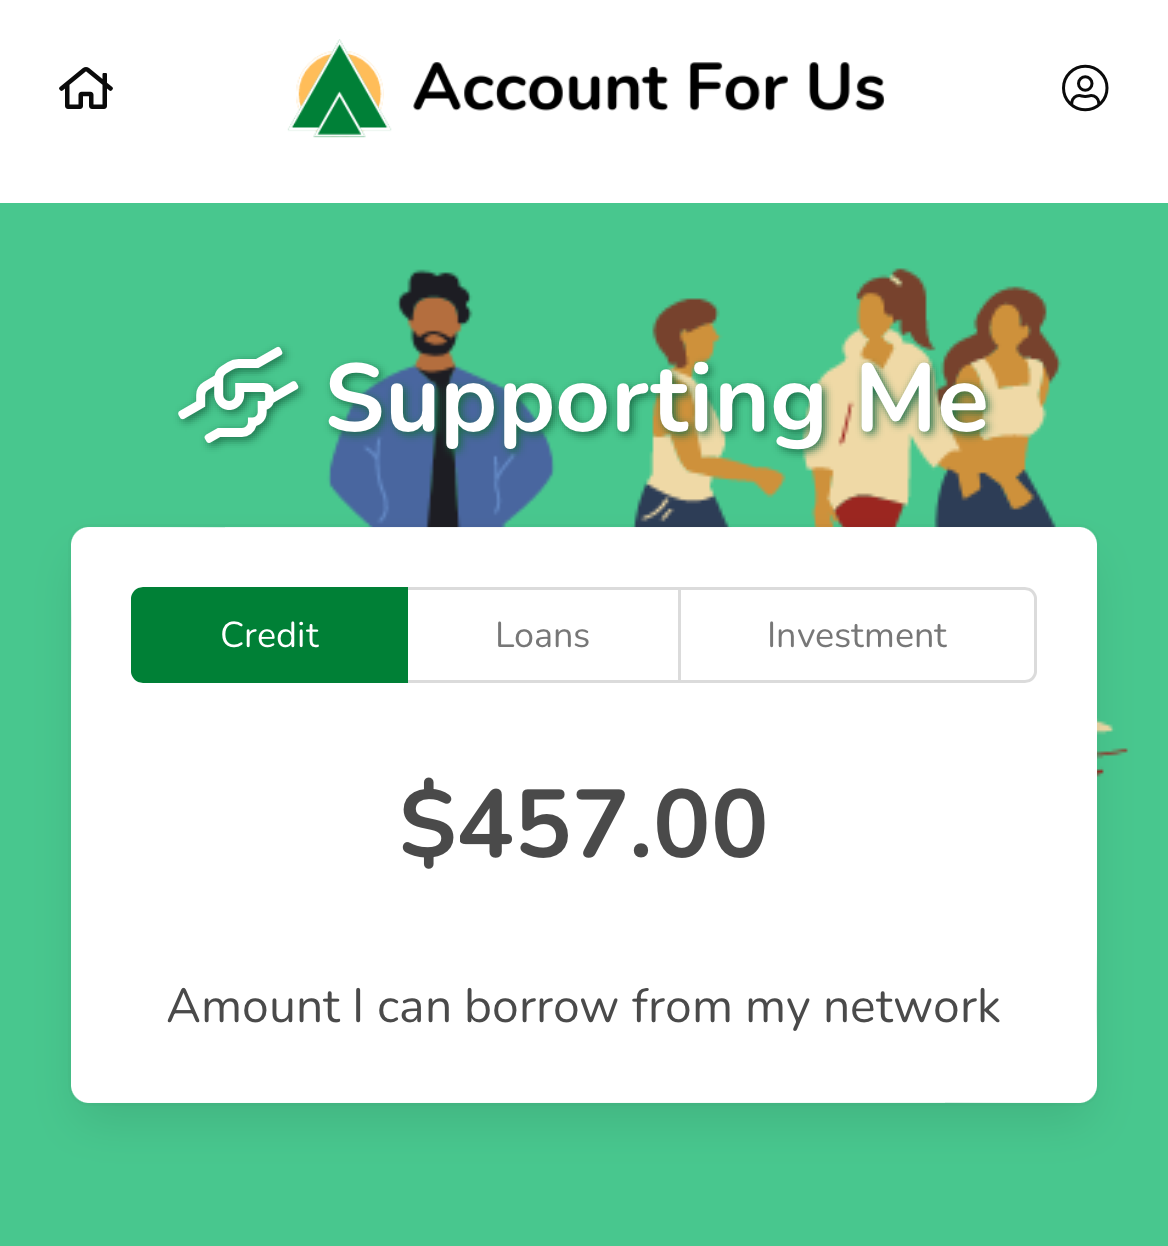 Account For Us
Supporting Me
Credit Loans Investment
$457.00
Amount I can borrow from my network